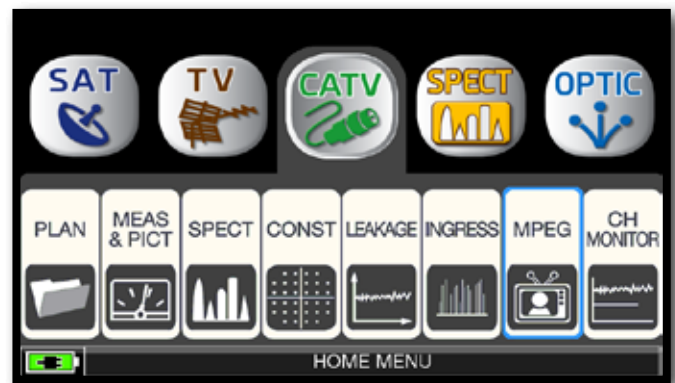 SAT
TV
CATV
SPECT
OPTIC
PLAN
MEAS
& PICT
SPECT
CONST
LEAKAGE
INGRESS
MPEG
CH
MONITOR
HOME MENU